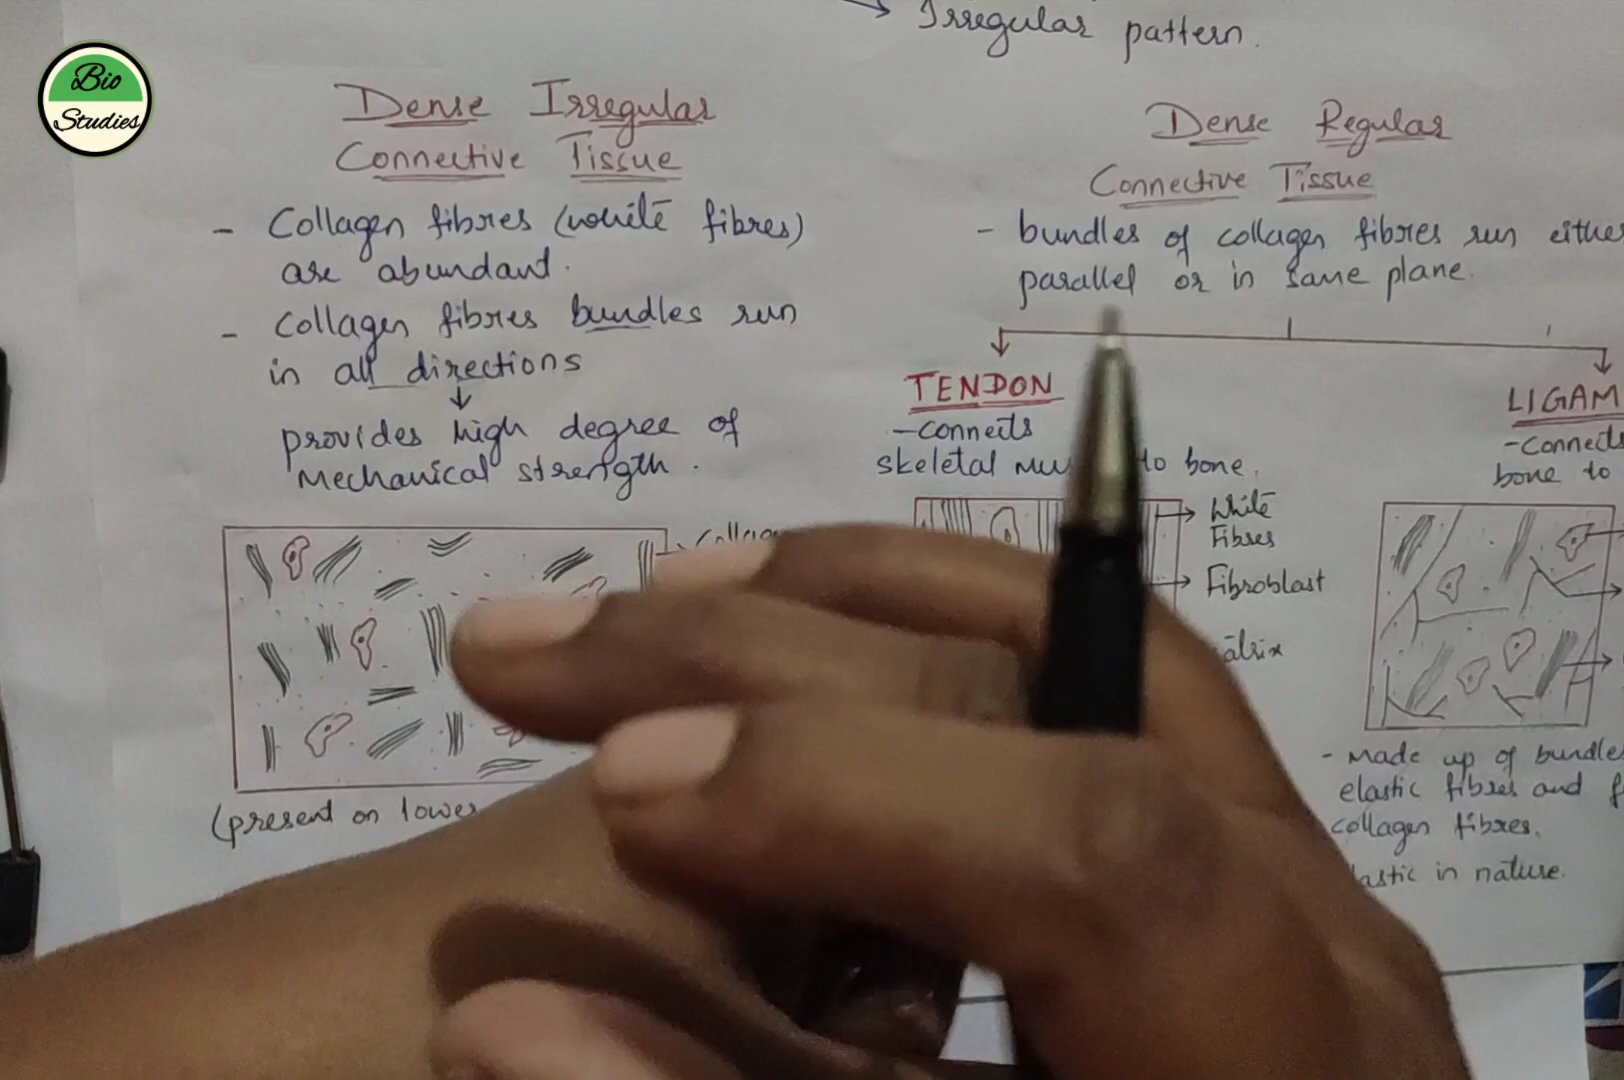 Irregular pattern.
Bio
Studies
Dense Irregular
Connective Tissue
- Collagen fibres (white fibres)
are abundant.
- Collagen fibres bundles run
in all directions
provides high degree of
Mechanical strength.
(present on lower
Dense Regular
Connective Tissue
- bundles of collagen fibres run
parallel or in same plane.
TENDON
- connects
skeletal to bone.
White
Fibres
Fibroblast
- Connects
bone to
- Made up of
elastic fibres and
collagen fibres.
in nature.